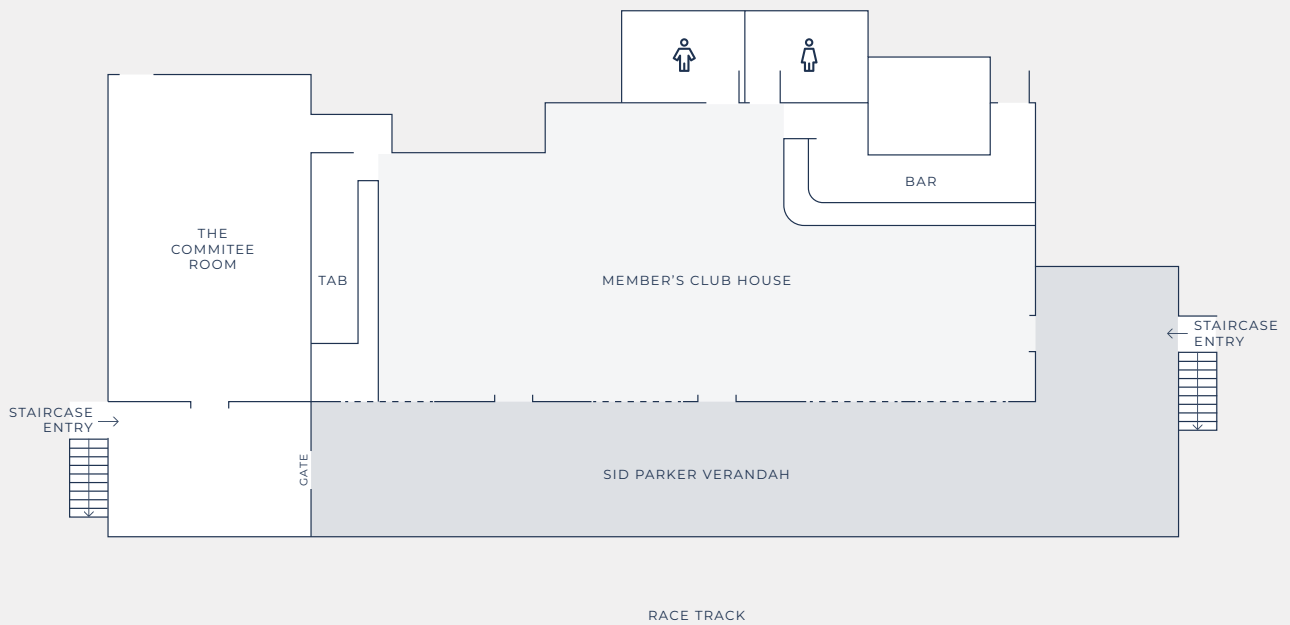 BAR
THE
COMMITEE
ROOM
TAB
MEMBER’S CLUB HOUSE
STAIRCASE
ENTRY
STAIRCASE
ENTRY
GATE
SID PARKER VERANDAH
RACE TRACK